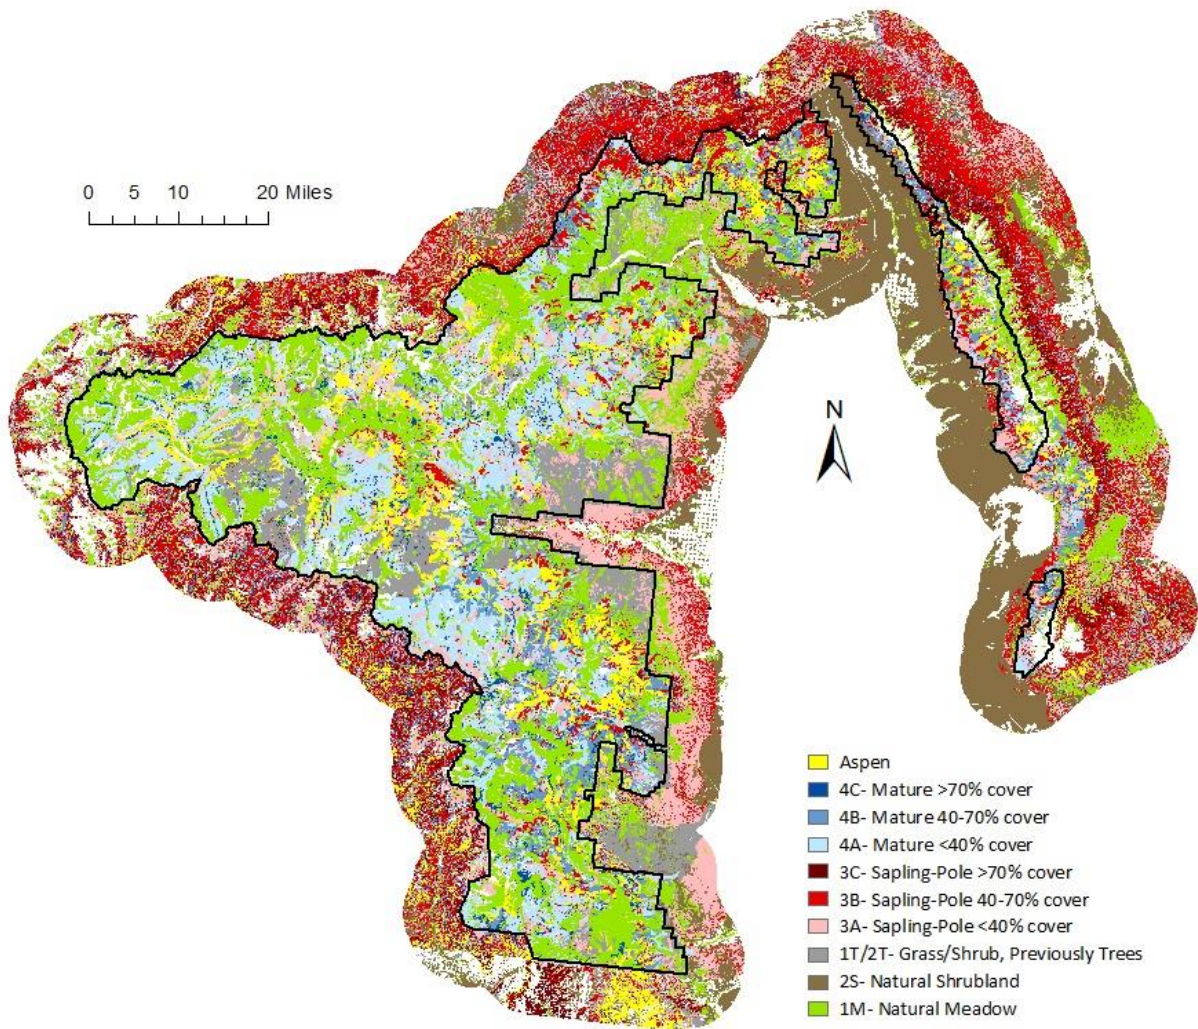 0 5 10 20 Miles
N
Aspen
4C- Mature >70% cover
4B- Mature 40-70% cover
4A- Mature <40% cover
3C- Sapling-Pole >70% cover
3B- Sapling-Pole 40-70% cover
3A- Sapling-Pole <40% cover
1T/2T- Grass/Shrub, Previously Trees
2S- Natural Shrubland
1M- Natural Meadow